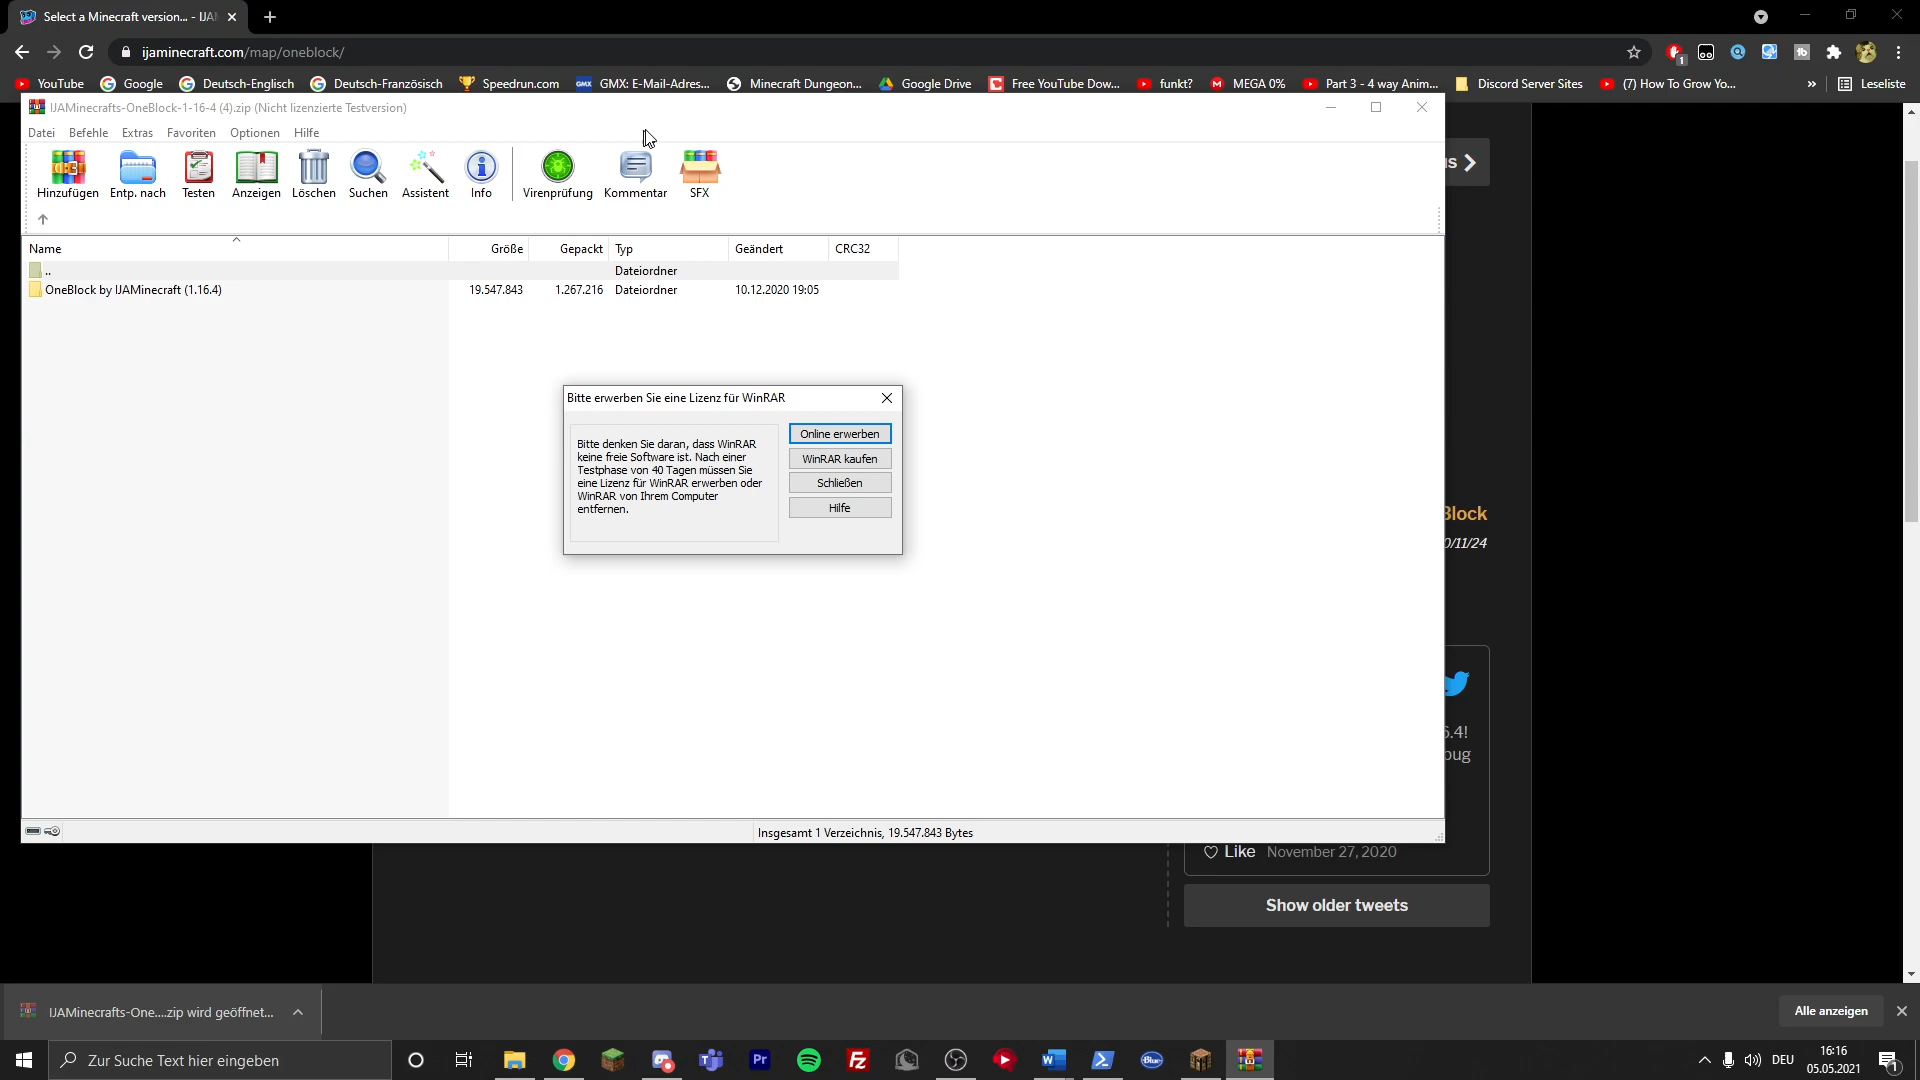 Select a Minecraft version... - IJAM
ijaminecraft.com/map/oneblock/
YouTube
Google
Deutsch-Englisch
Deutsch-Französisch
Speedrun.com
GMX: E-Mail-Adres...
Minecraft Dungeon...
Google Drive
Free YouTube Dow...
funkt?
MEGA 0%
Part 3 - 4 way Anim...
Discord Server Sites
(7) How To Grow Yo...
»
Leseliste
IJAMinecrafts-OneBlock-1-16-4 (4).zip (Nicht lizenzierte Testversion)
Datei Befehle Extras Favoriten Optionen Hilfe
Hinzufügen Entp. nach Testen Anzeigen Löschen Suchen Assistent Info Virenprüfung Kommentar SFX
Name Größe Gepackt Typ Geändert CRC32
.. Dateiordner
OneBlock by IJAMinecraft (1.16.4) 19.547.843 1.267.216 Dateiordner 10.12.2020 19:05
Bitte erwerben Sie eine Lizenz für WinRAR
Bitte denken Sie daran, dass WinRAR
keine freie Software ist. Nach einer
Testphase von 40 Tagen müssen Sie
eine Lizenz für WinRAR erwerben oder
WinRAR von Ihrem Computer
entfernen.
Online erwerben
WinRAR kaufen
Schließen
Hilfe
Insgesamt 1 Verzeichnis, 19.547.843 Bytes
us
Block
0/11/24
6.4!
bug
Like November 27, 2020
Show older tweets
IJAMinecrafts-One....zip wird geöffnet...
Alle anzeigen
Zur Suche Text hier eingeben
DEU
16:16
05.05.2021